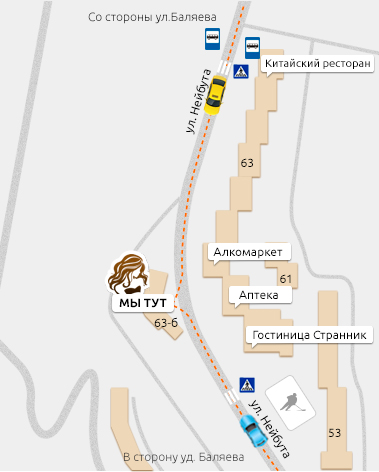 Со стороны ул.Баляева
Китайский ресторан
ул. Нейбута
63
Алкомаркет
61
Аптека
МЫ ТУТ
63-б
Гостиница Странник
ул. Нейбута
53
В сторону уд. Баляева